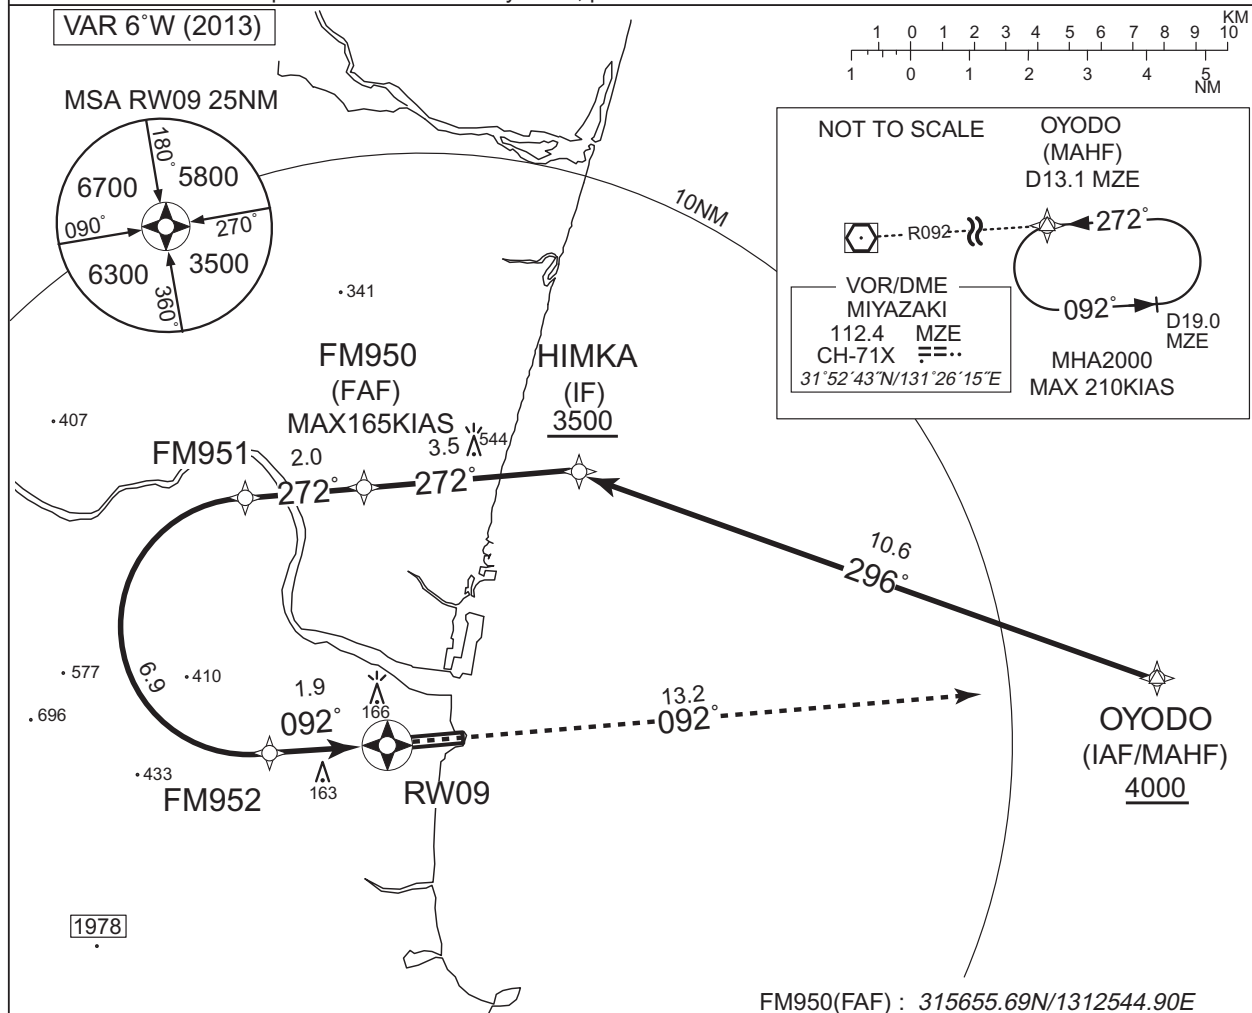 VAR 6°W (2013)
1 0 1 2 3 4 5 6 7 8 9 10 KM
1 0 1 2 3 4 5 NM
MSA RW09 25NM
180°
6700
5800
090°
270°
6300
3500
360°
NOT TO SCALE
OYODO
(MAHF)
D13.1 MZE
R092
272°
092°
D19.0
MZE
VOR/DME
MIYAZAKI
112.4 MZE
CH-71X
31°52′43″N/131°26′15″E
MHA2000
MAX 210KIAS
10NM
341
FM950
(FAF)
MAX165KIAS
HIMKA
(IF)
3500
407
FM951
2.0
272°
3.5
544
272°
10.6
296°
577
410
6.9
696
1.9
092°
166
13.2
092°
OYODO
(IAF/MAHF)
4000
433
FM952
163
RW09
1978
FM950(FAF) : 315655.69N/1312544.90E